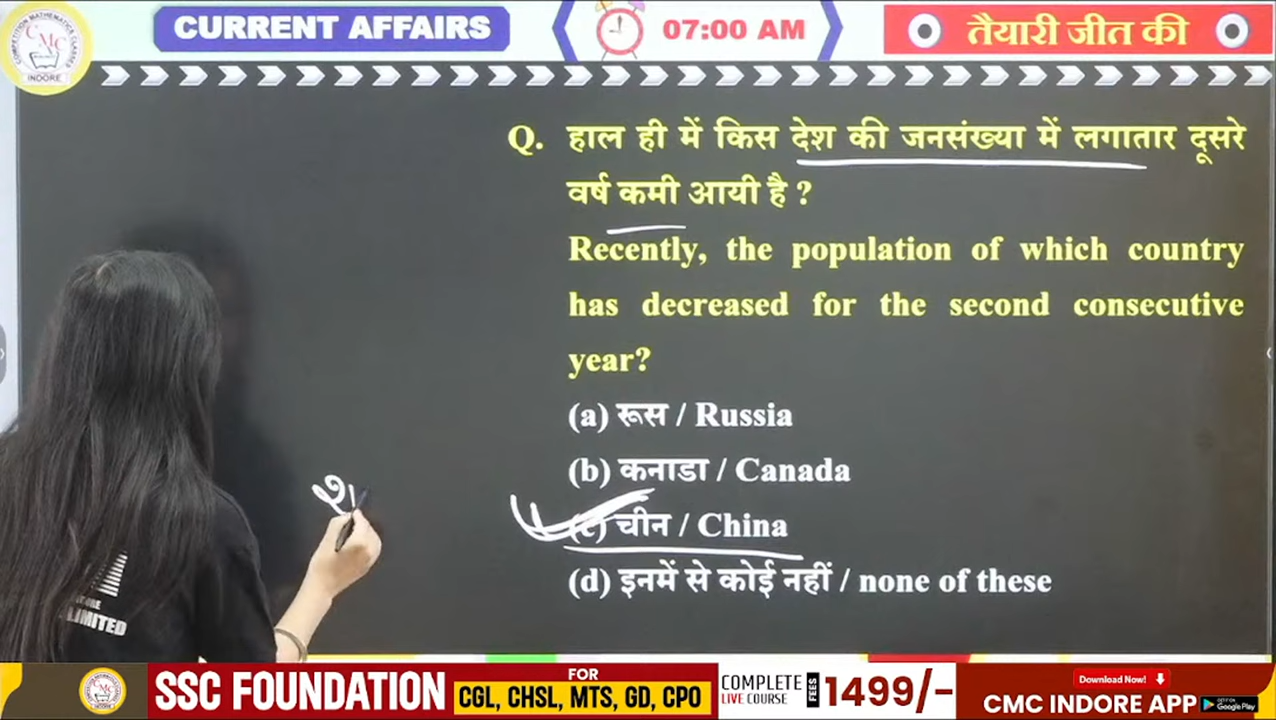 CMC
INDORE
CURRENT AFFAIRS
07:00 AM
तैयारी जीत की
Q. हाल ही में किस देश की जनसंख्या में लगातार दूसरे
वर्ष कमी आयी है ?
Recently, the population of which country
has decreased for the second consecutive
year?
(a) रूस / Russia
(b) कनाडा / Canada
(c) चीन / China
(d) इनमें से कोई नहीं / none of these
LIMITED
SSC FOUNDATION
FOR
CGL, CHSL, MTS, GD, CPO
COMPLETE
LIVE COURSE
FEES
1499/-
Download Now!
CMC INDORE APP
Google Play